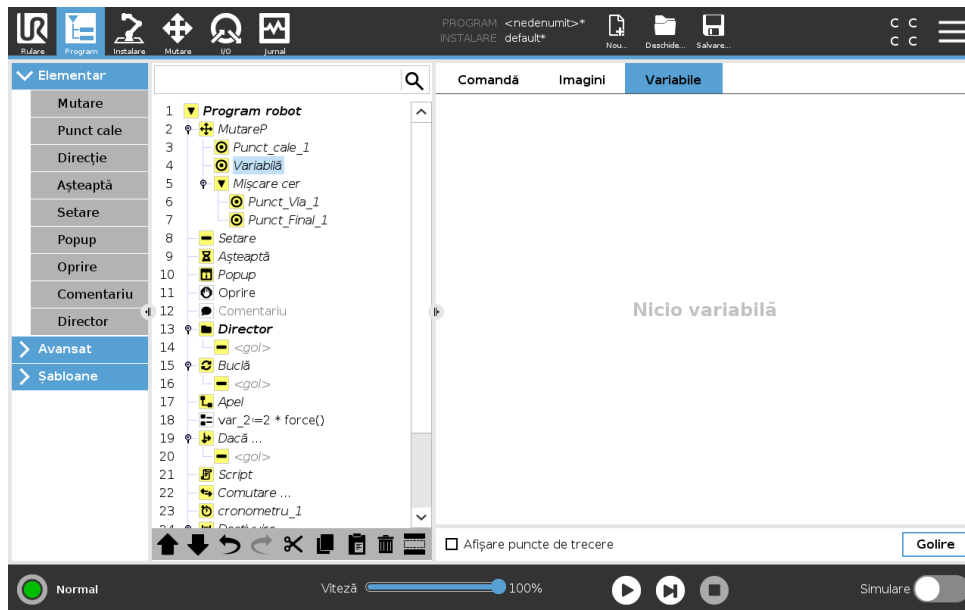 PROGRAM <nedenumit>*
INSTALARE default*
Rulare
Program
Instalare
Mutare
I/O
Jurnal
Nou...
Deschide...
Salvare...
C C
C C
Elementar
Mutare
Punct cale
Direcție
Așteaptă
Setare
Popup
Oprire
Comentariu
Director
Avansat
Șabloane
1 Program robot
2 MutareP
3 Punct_cale_1
4 Variabilă
5 Mișcare cer
6 Punct_Via_1
7 Punct_Final_1
8 Setare
9 Așteaptă
10 Popup
11 Oprire
12 Comentariu
13 Director
14 <gol>
15 Buclă
16 <gol>
17 Apel
18 var_2:=2 * force()
19 Dacă ...
20 <gol>
21 Script
22 Comutare ...
23 cronometru_1
Comandă
Imagini
Variabile
Nicio variabilă
Afișare puncte de trecere
Golire
Normal
Viteză
100%
Simulare